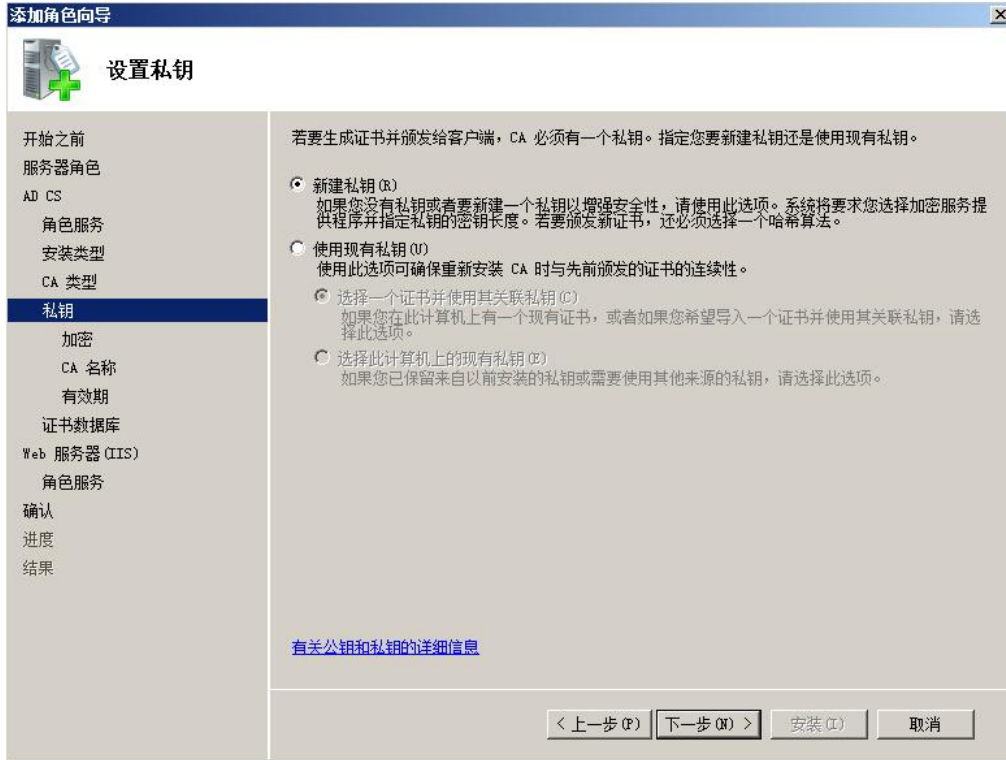 添加角色向导
设置私钥
开始之前
服务器角色
AD CS
角色服务
安装类型
CA 类型
私钥
加密
CA 名称
有效期
证书数据库
Web 服务器(IIS)
角色服务
确认
进度
结果
若要生成证书并颁发给客户端，CA 必须有一个私钥。指定您要新建私钥还是使用现有私钥。
新建私钥(R)
如果您没有私钥或者要新建一个私钥以增强安全性，请使用此选项。系统将要求您选择加密服务提
供程序并指定私钥的密钥长度。若要颁发新证书，还必须选择一个哈希算法。
使用现有私钥(U)
使用此选项可确保重新安装 CA 时与先前颁发的证书的连续性。
选择一个证书并使用其关联私钥(C)
如果您在此计算机上有一个现有证书，或者如果您希望导入一个证书并使用其关联私钥，请选
择此选项。
选择此计算机上的现有私钥(E)
如果您已保留来自以前安装的私钥或需要使用其他来源的私钥，请选择此选项。
有关公钥和私钥的详细信息
< 上一步(P)
下一步(N) >
安装(I)
取消